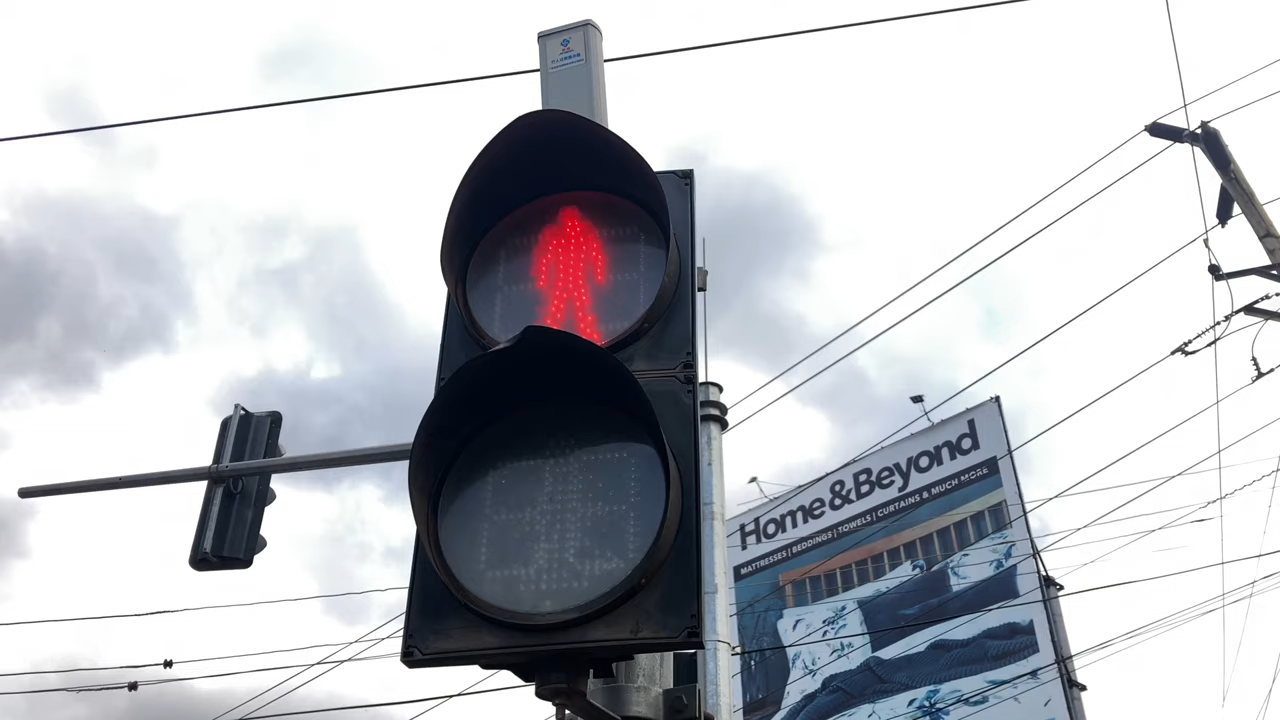 Home&Beyond
MATTRESSES | BEDDINGS | TOWELS | CURTAINS & MUCH MORE